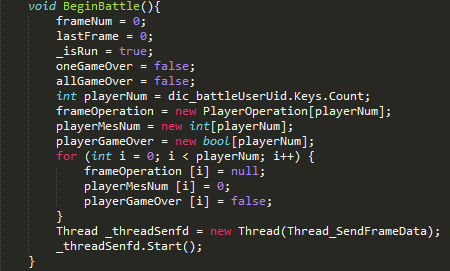 void BeginBattle(){
frameNum = 0;
lastFrame = 0;
_isRun = true;
oneGameOver = false;
allGameOver = false;
int playerNum = dic_battleUserUid.Keys.Count;
frameOperation = new PlayerOperation[playerNum];
playerMesNum = new int[playerNum];
playerGameOver = new bool[playerNum];
for (int i = 0; i < playerNum; i++) {
frameOperation [i] = null;
playerMesNum [i] = 0;
playerGameOver [i] = false;
}
Thread _threadSenfd = new Thread(Thread_SendFrameData);
_threadSenfd.Start();
}